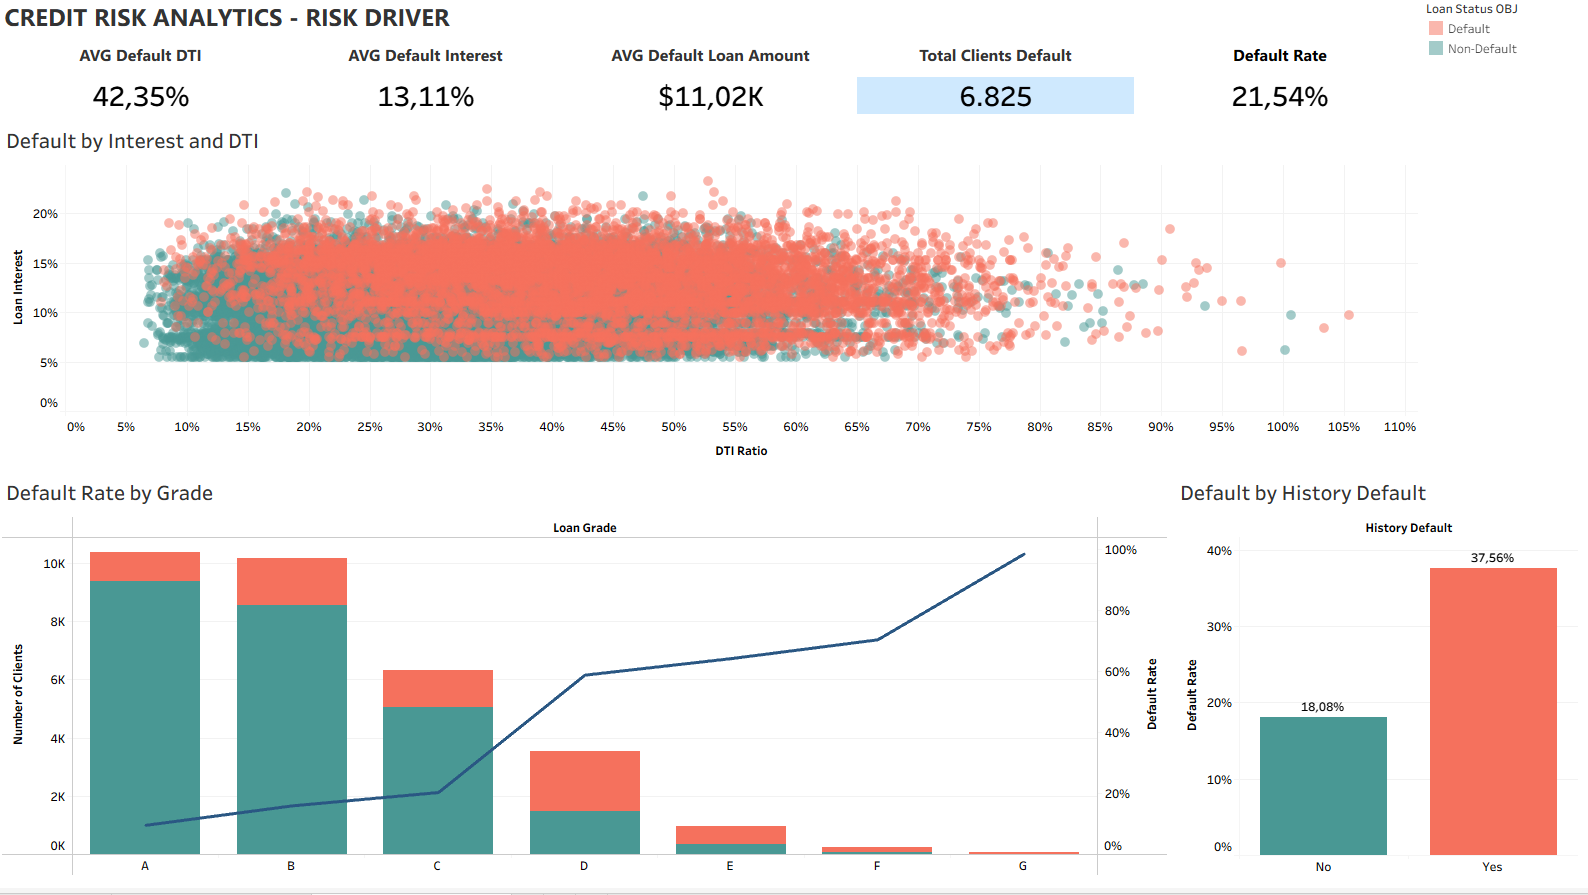 CREDIT RISK ANALYTICS - RISK DRIVER
Loan Status OBJ
Default
Non-Default
AVG Default DTI
42,35%
AVG Default Interest
13,11%
AVG Default Loan Amount
$11,02K
Total Clients Default
6.825
Default Rate
21,54%
Default by Interest and DTI
Loan Interest
20%
15%
10%
5%
0%
0% 5% 10% 15% 20% 25% 30% 35% 40% 45% 50% 55% 60% 65% 70% 75% 80% 85% 90% 95% 100% 105% 110%
DTI Ratio
Default Rate by Grade
Loan Grade
Number of Clients
10K
8K
6K
4K
2K
0K
100%
80%
60%
40%
20%
0%
Default Rate
A B C D E F G
Default by History Default
History Default
Default Rate
40%
30%
20%
10%
0%
18,08%
37,56%
No Yes